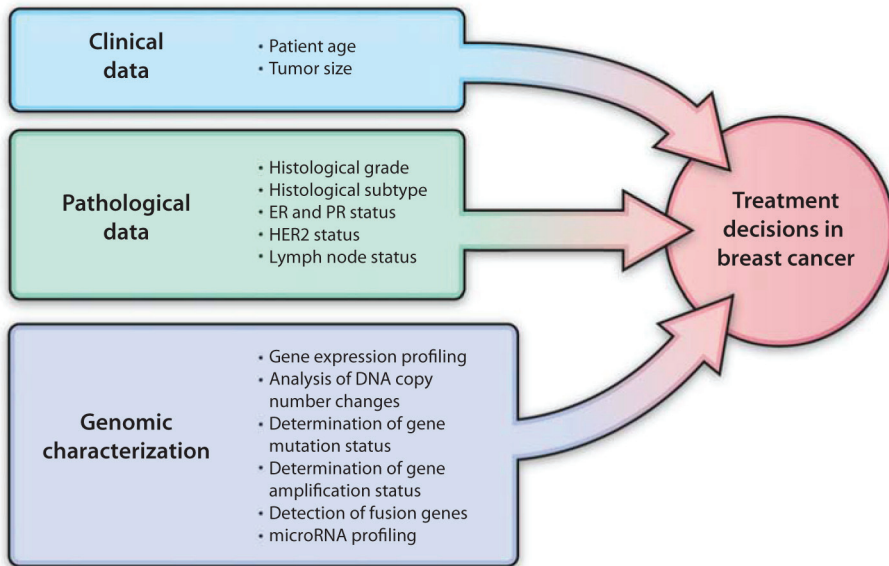 Clinical
data
• Patient age
• Tumor size
Pathological
data
• Histological grade
• Histological subtype
• ER and PR status
• HER2 status
• Lymph node status
Genomic
characterization
• Gene expression profiling
• Analysis of DNA copy
number changes
• Determination of gene
mutation status
• Determination of gene
amplification status
• Detection of fusion genes
• microRNA profiling
Treatment
decisions in
breast cancer